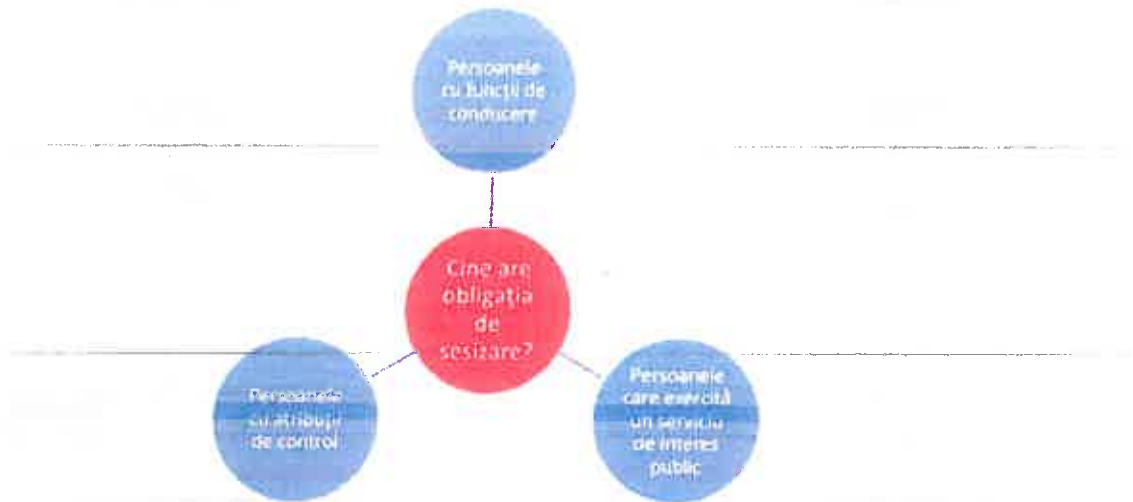 Persoanele
cu funcții de
conducere
Cine are
obligația
de
sesizare?
Persoanele
cu atribuții
de control
Persoanele
care exercită
un serviciu
de interes
public